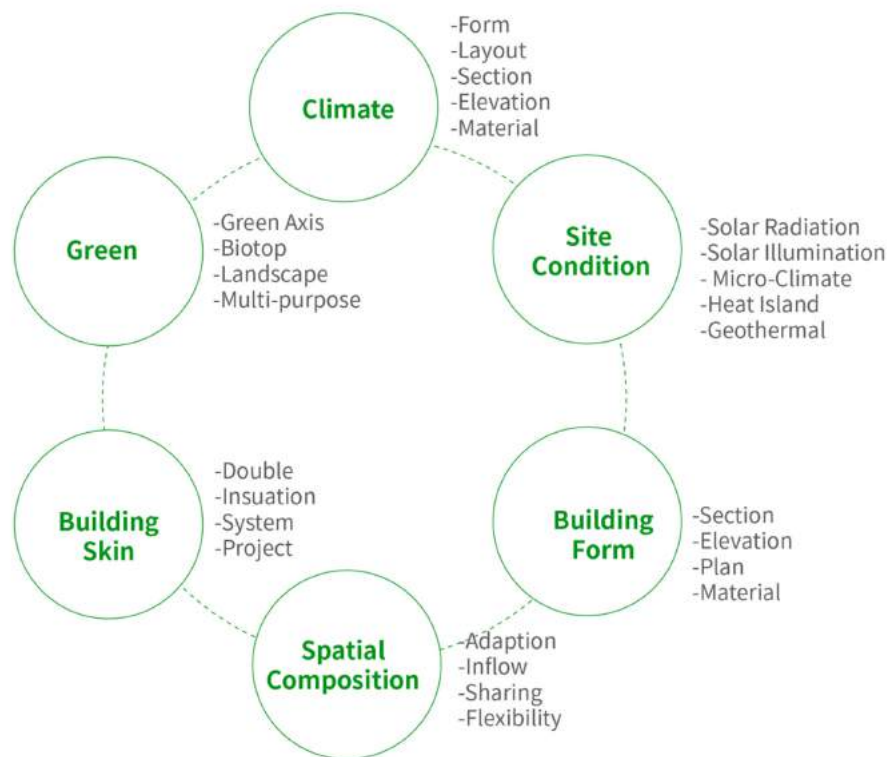 Climate
-Form
-Layout
-Section
-Elevation
-Material
Site
Condition
-Solar Radiation
-Solar Illumination
- Micro-Climate
-Heat Island
-Geothermal
Building
Form
-Section
-Elevation
-Plan
-Material
Spatial
Composition
-Adaption
-Inflow
-Sharing
-Flexibility
Building
Skin
-Double
-Insuation
-System
-Project
Green
-Green Axis
-Biotop
-Landscape
-Multi-purpose